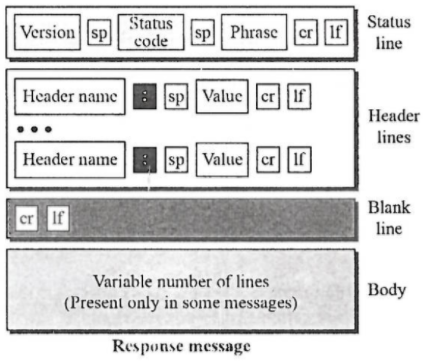 Version sp Status code sp Phrase cr lf Status line
Header name : sp Value cr lf
• • •
Header lines
Header name : sp Value cr lf
cr lf Blank line
Variable number of lines
(Present only in some messages)
Body
Response message